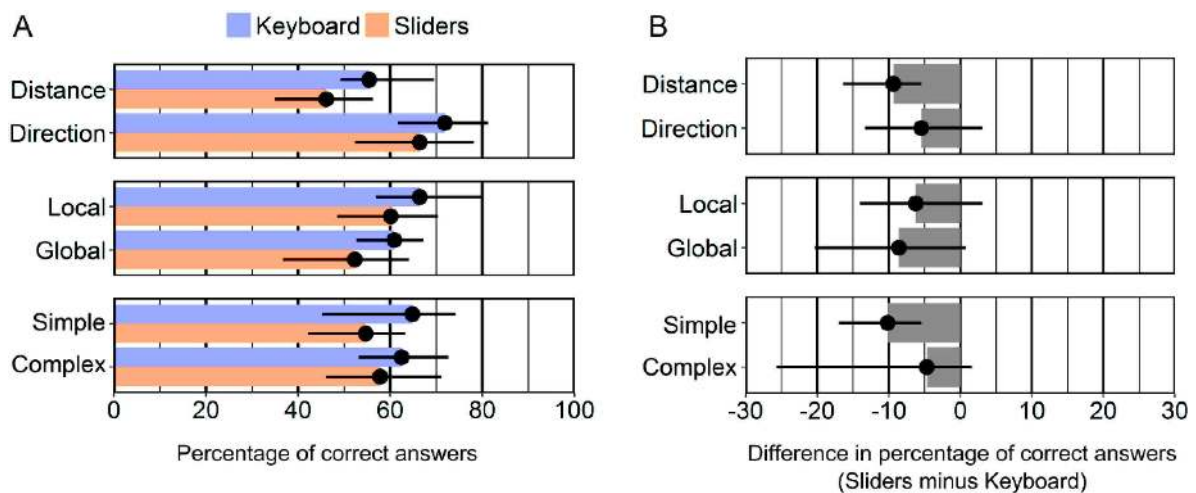 A
Keyboard Sliders
Distance
Direction
Local
Global
Simple
Complex
0 20 40 60 80 100
Percentage of correct answers
B
Distance
Direction
Local
Global
Simple
Complex
-30 -20 -10 0 10 20 30
Difference in percentage of correct answers
(Sliders minus Keyboard)